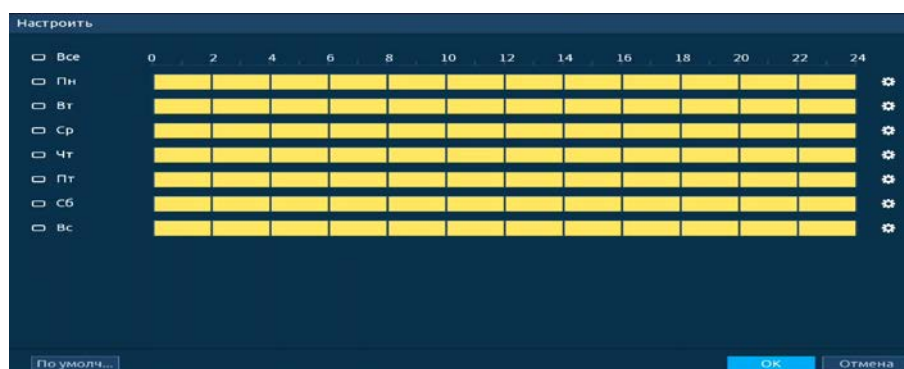 Настроить
Все 0 2 4 6 8 10 12 14 16 18 20 22 24
Пн
Вт
Ср
Чт
Пт
Сб
Вс
По умолч... OK Отмена